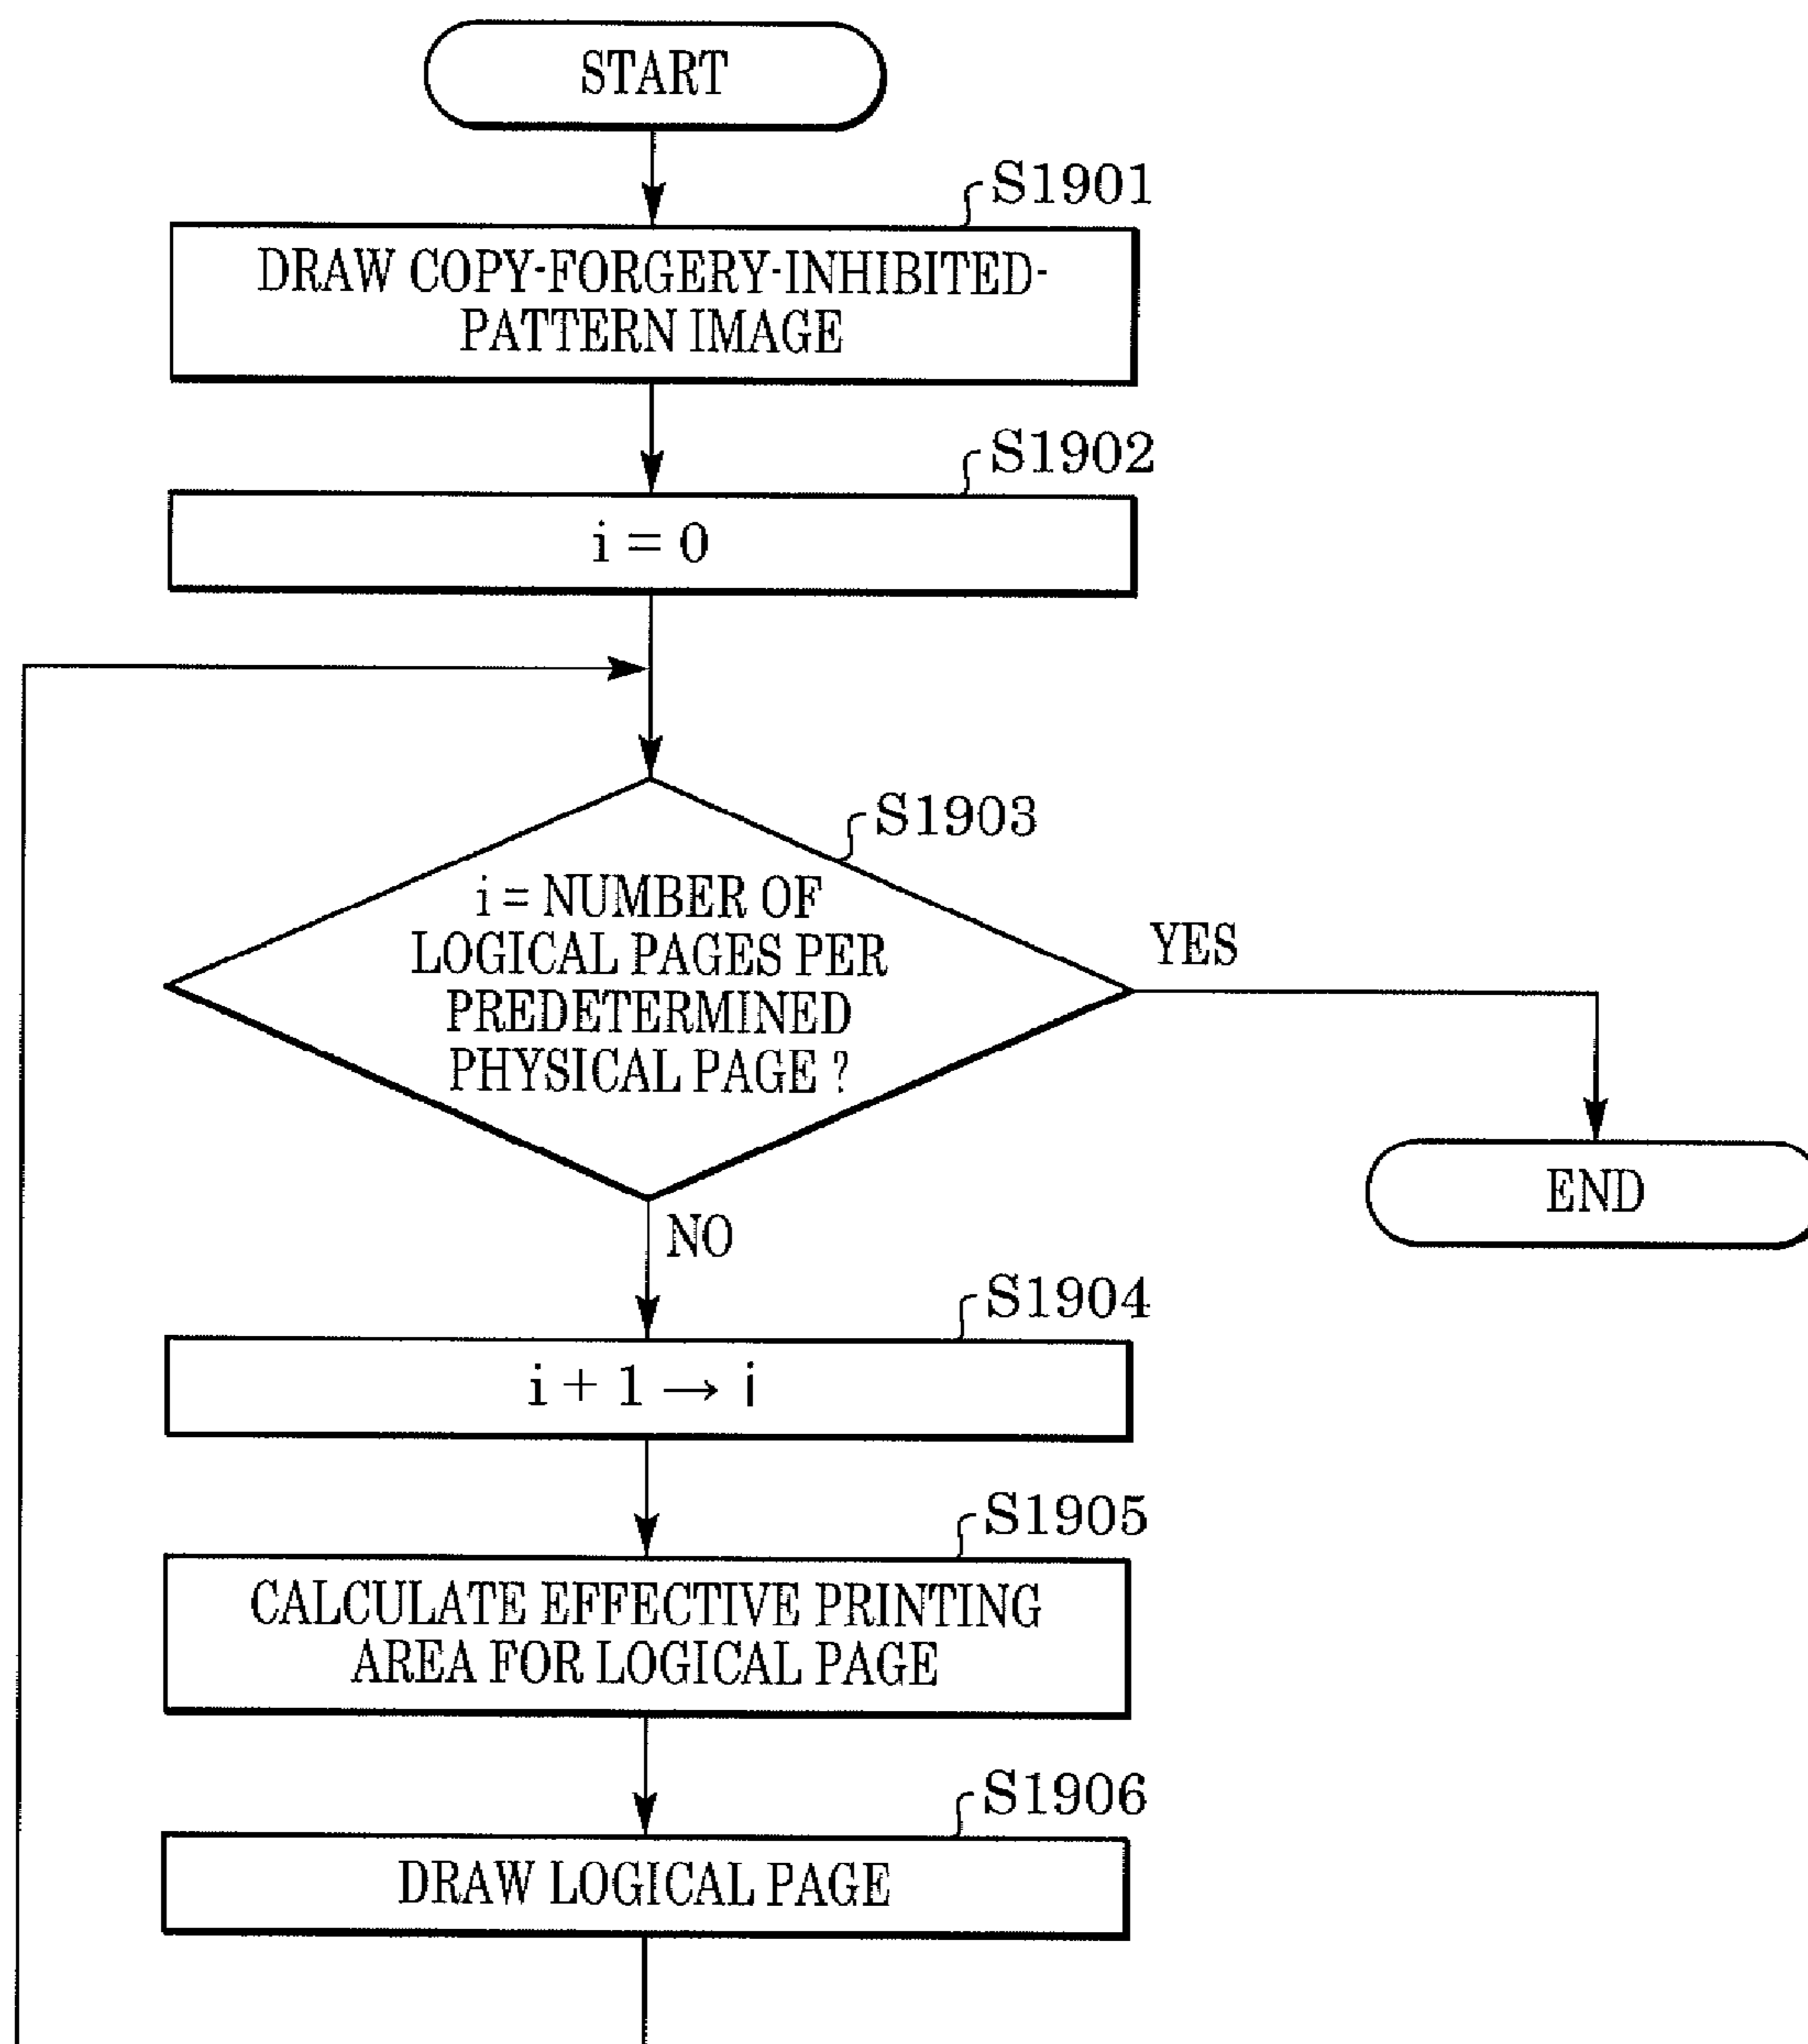 START
S1901
DRAW COPY-FORGERY-INHIBITED-
PATTERN IMAGE
S1902
i = 0
S1903
i = NUMBER OF
LOGICAL PAGES PER
PREDETERMINED
PHYSICAL PAGE ?
YES
END
NO
S1904
i + 1 → i
S1905
CALCULATE EFFECTIVE PRINTING
AREA FOR LOGICAL PAGE
S1906
DRAW LOGICAL PAGE